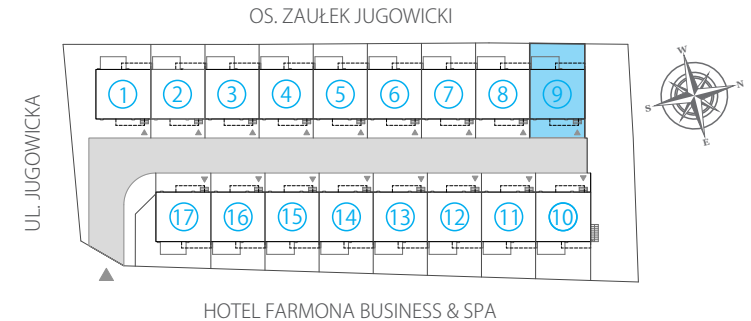 OS. ZAUŁEK JUGOWICKI
UL. JUGOWICKA
1 2 3 4 5 6 7 8 9
W
S N
E
17 16 15 14 13 12 11 10
HOTEL FARMONA BUSINESS & SPA